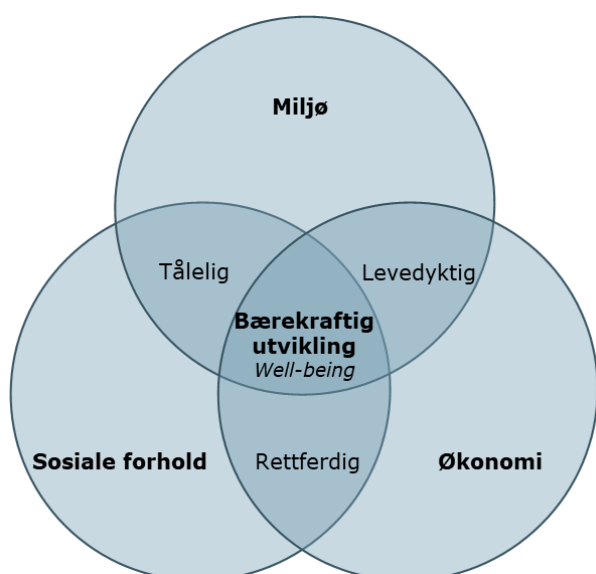 Miljø
Tålelig
Levedyktig
Bærekraftig
utvikling
Well-being
Sosiale forhold
Rettferdig
Økonomi